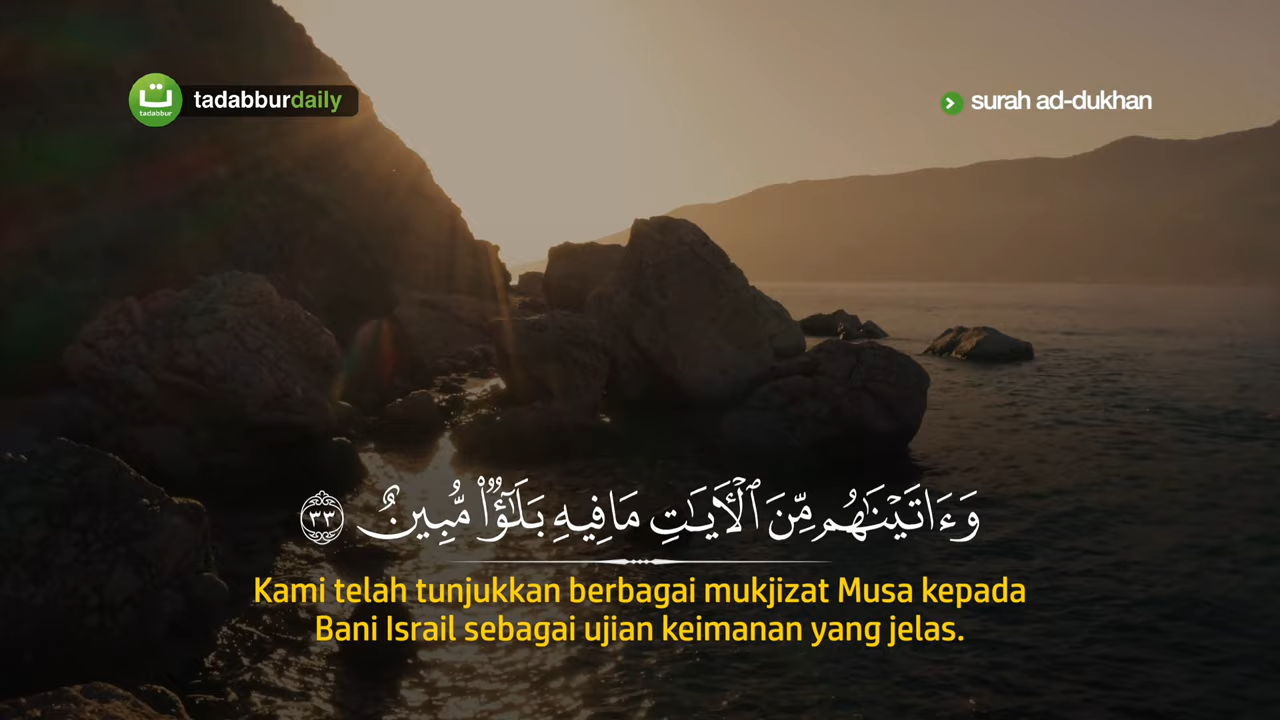 ت
tadabbur
tadabburdaily
surah ad-dukhan
وَءَاتَيْنَٰهُم مِّنَ ٱلْأَيَٰتِ مَا فِيهِ بَلَٰٓؤٌا۟ مُّبِينٌ ٣٣
Kami telah tunjukkan berbagai mukjizat Musa kepada
Bani Israil sebagai ujian keimanan yang jelas.